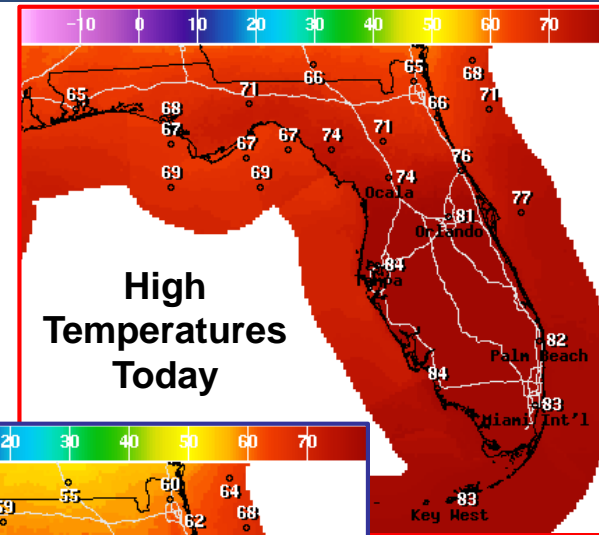 -10 0 10 20 30 40 50 60 70
65
66 68
71
65 71 66
68
67 67 74 71
67 76
69 69 74
Ocala
77
81
Orlando
84
Tampa
High
Temperatures
Today
82
Palm Beach
84
83
Miami Int'l
83
Key West
20 30 40 50 60 70
55 60 64
59 62 68